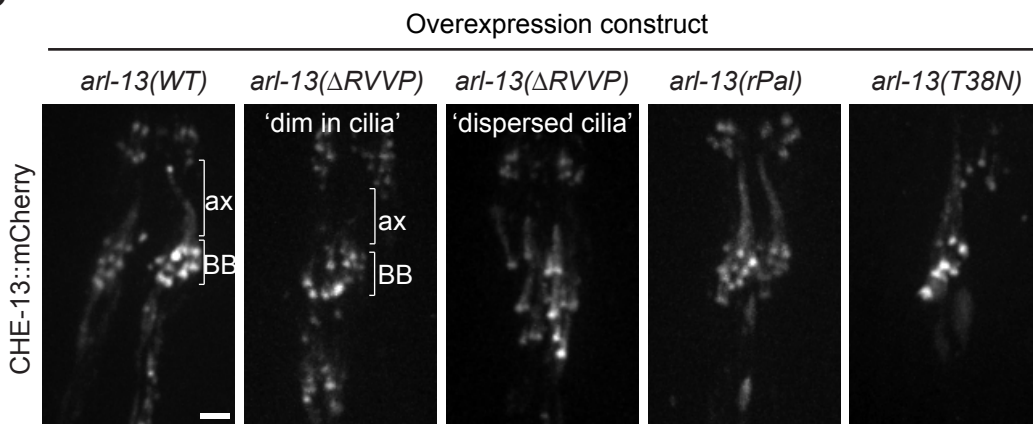 Overexpression construct
arl-13(WT) arl-13(ΔRVVP) arl-13(ΔRVVP) arl-13(rPal) arl-13(T38N)
'dim in cilia' 'dispersed cilia'
CHE-13::mCherry
ax
BB
ax
BB